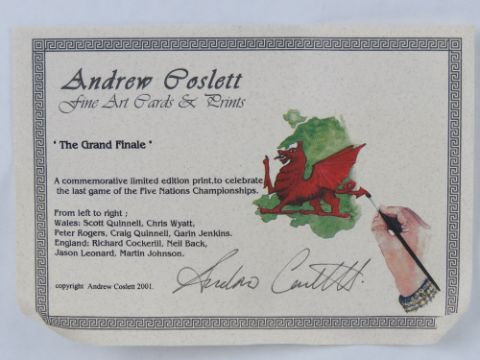 Andrew Coslett
Fine Art Cards & Prints
' The Grand Finale '
A commemorative limited edition print,to celebrate
the last game of the Five Nations Championships.
From left to right ;
Wales: Scott Quinnell, Chris Wyatt,
Peter Rogers, Craig Quinnell, Garin Jenkins.
England: Richard Cockerill, Neil Back,
Jason Leonard, Martin Johnson.
copyright Andrew Coslett 2001.
Andrew Coslett